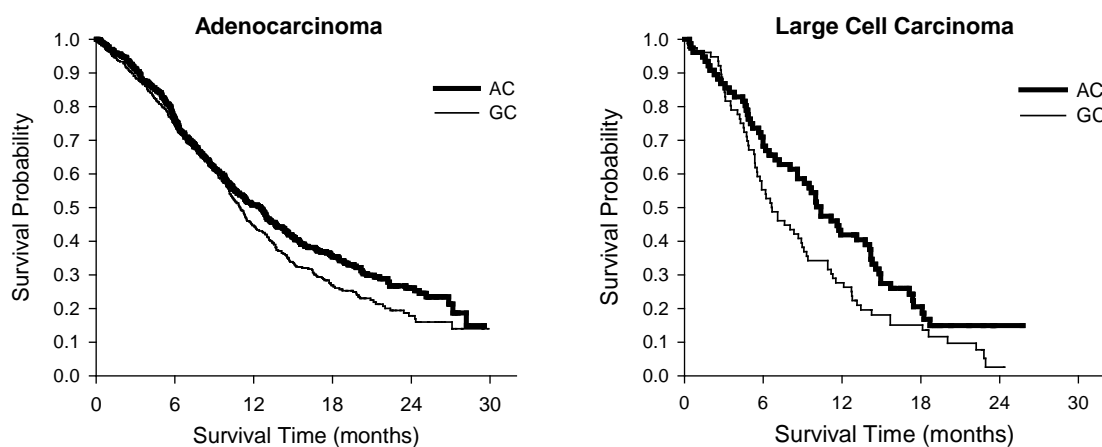 Adenocarcinoma
Survival Probability
1.0
0.9
0.8
0.7
0.6
0.5
0.4
0.3
0.2
0.1
0.0
AC
GC
0 6 12 18 24 30
Survival Time (months)
Large Cell Carcinoma
Survival Probability
1.0
0.9
0.8
0.7
0.6
0.5
0.4
0.3
0.2
0.1
0.0
AC
GC
0 6 12 18 24 30
Survival Time (months)